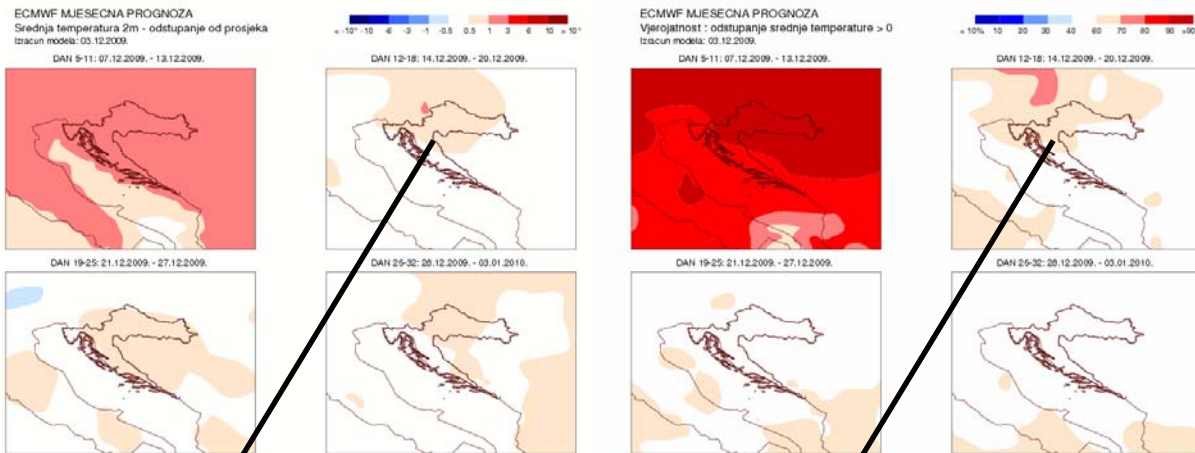 ECMWF MJESECNA PROGNOZA
Srednja temperatura 2m - odstupanje od prosjeka
Izracun modela: 03.12.2009.
< -10° -10 -6 -3 -1 -0.5 0.5 1 3 6 10 > 10°
DAN 5-11: 07.12.2009. - 13.12.2009.
DAN 12-18: 14.12.2009. - 20.12.2009.
DAN 19-25: 21.12.2009. - 27.12.2009.
DAN 26-32: 28.12.2009. - 03.01.2010.
ECMWF MJESECNA PROGNOZA
Vjerojatnost : odstupanje srednje temperature > 0
Izracun modela: 03.12.2009.
< 10% 10 20 30 40 60 70 80 90 >90
DAN 5-11: 07.12.2009. - 13.12.2009.
DAN 12-18: 14.12.2009. - 20.12.2009.
DAN 19-25: 21.12.2009. - 27.12.2009.
DAN 26-32: 28.12.2009. - 03.01.2010.